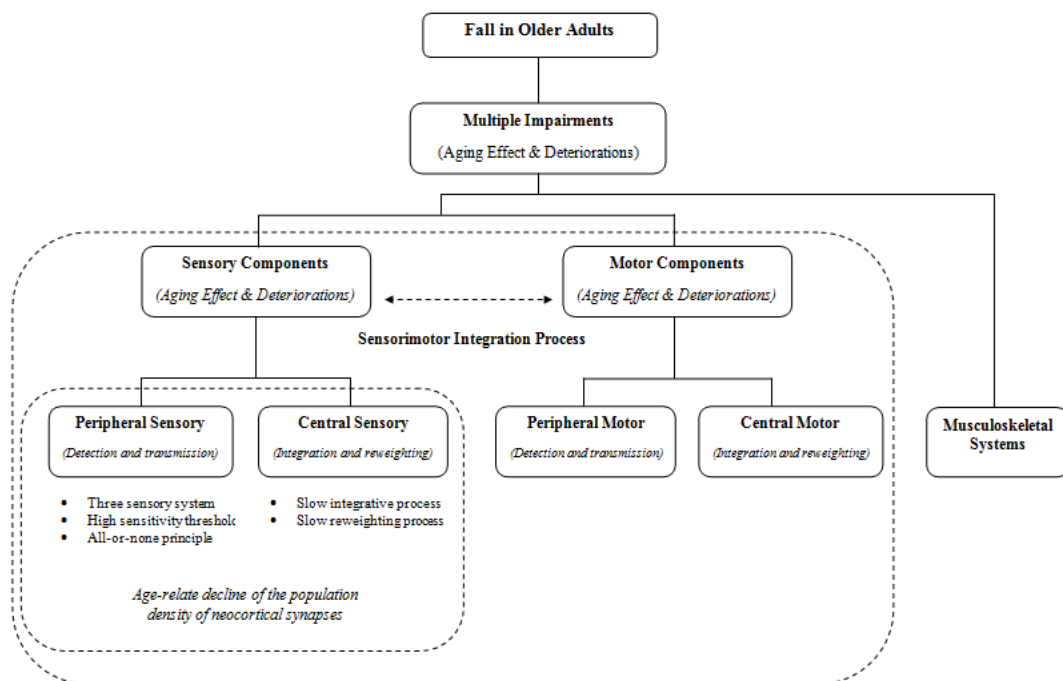 Fall in Older Adults
Multiple Impairments
(Aging Effect & Deteriorations)
Sensory Components
(Aging Effect & Deteriorations)
Motor Components
(Aging Effect & Deteriorations)
Sensorimotor Integration Process
Peripheral Sensory
(Detection and transmission)
Central Sensory
(Integration and reweighting)
Peripheral Motor
(Detection and transmission)
Central Motor
(Integration and reweighting)
Musculoskeletal
Systems
• Three sensory system
• High sensitivity threshold
• All-or-none principle
• Slow integrative process
• Slow reweighting process
Age-relate decline of the population
density of neocortical synapses